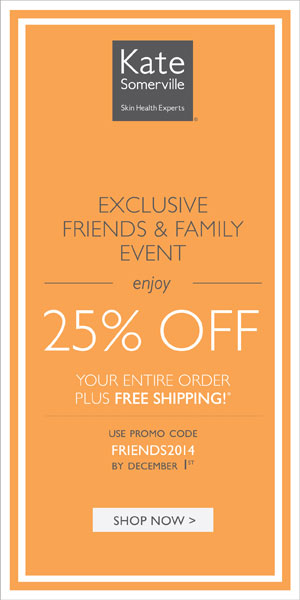 Kate
Somerville
Skin Health Experts
®
EXCLUSIVE
FRIENDS & FAMILY
EVENT
enjoy
25% OFF
YOUR ENTIRE ORDER
PLUS FREE SHIPPING!*
USE PROMO CODE
FRIENDS2014
BY DECEMBER 1ST
SHOP NOW >